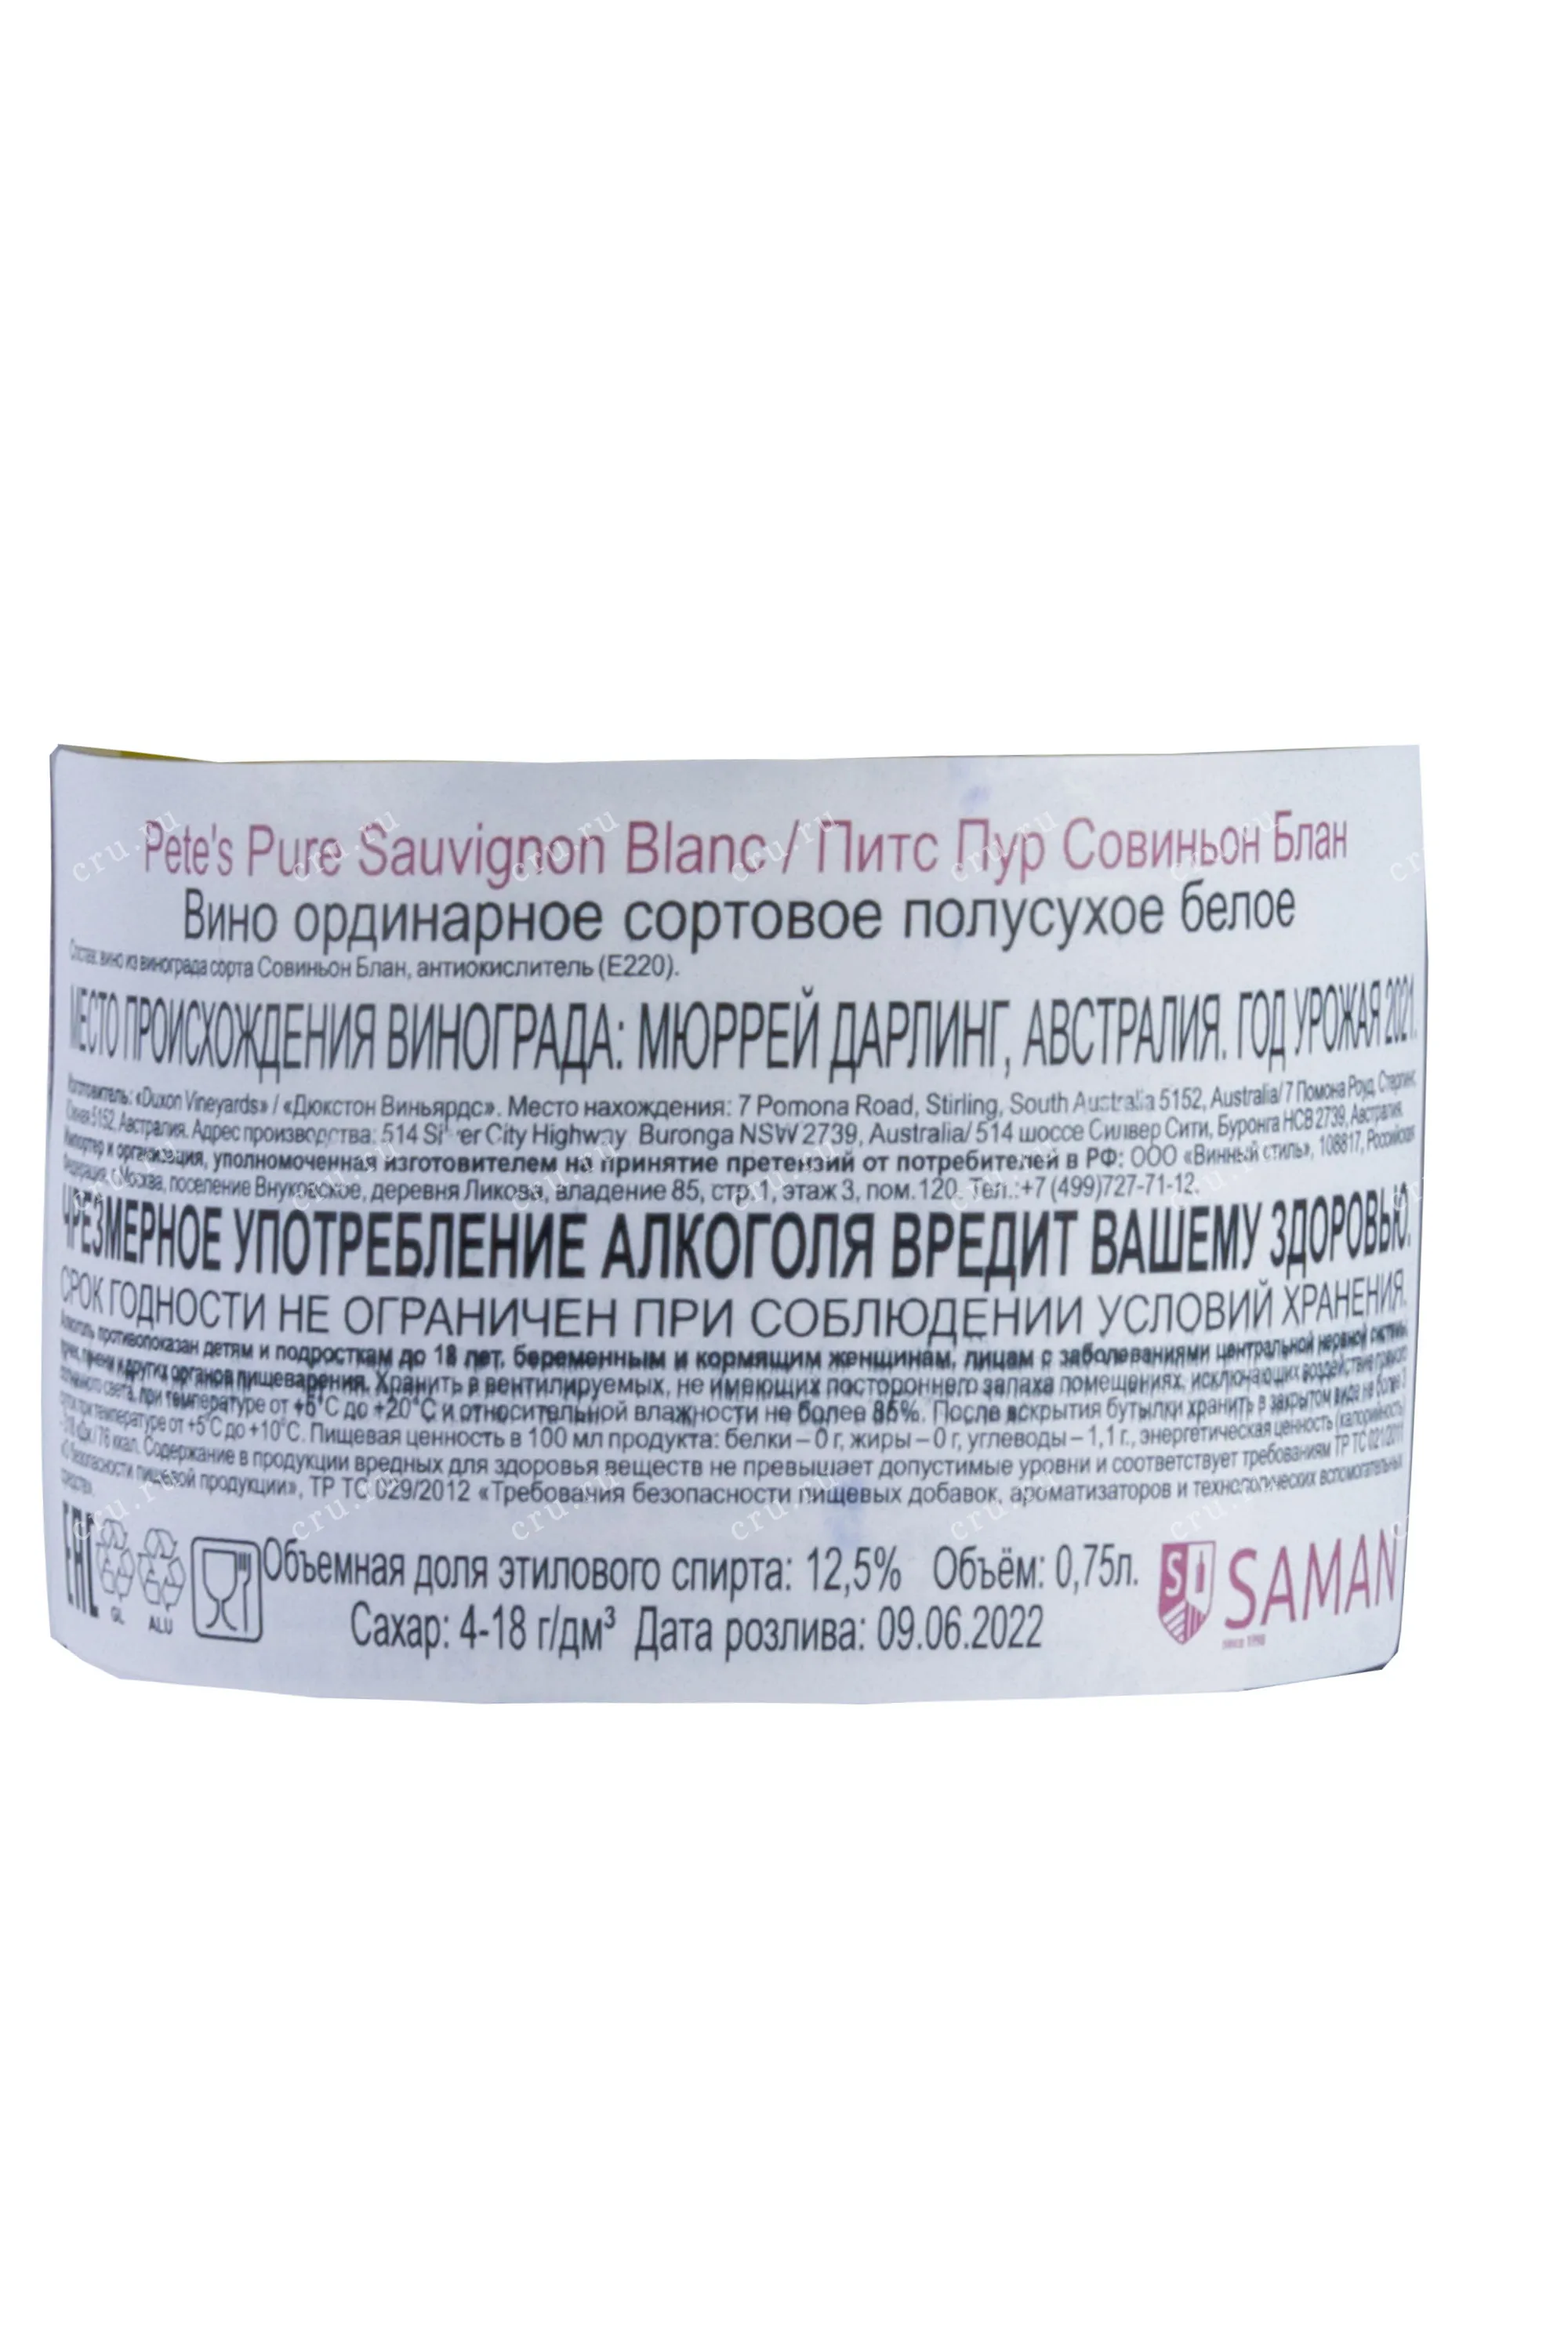 Pete's Pure Sauvignon Blanc / Питс Пур Совиньон Блан
Вино ординарное сортовое полусухое белое
Состав: вино из винограда сорта Совиньон Блан, антиокислитель (E220).
МЕСТО ПРОИСХОЖДЕНИЯ ВИНОГРАДА: МЮРРЕЙ ДАРЛИНГ, АВСТРАЛИЯ. ГОД УРОЖАЯ 2021.
Изготовитель: «Duxon Vineyards» / «Дюкстон Виньярдс». Место нахождения: 7 Pomona Road, Stirling, South Australia 5152, Australia/ 7 Помона Роуд, Стерлинг,
5152, Австралия. Адрес производства: 514 Silver City Highway Buronga NSW 2739, Australia/ 514 шоссе Силвер Сити, Буронга НСВ 2739, Австралия.
Импортер и организация, уполномоченная изготовителем на принятие претензий от потребителей в РФ: ООО «Винный стиль», 108817, Российская
Федерация, г. Москва, поселение Внуковское, деревня Ликова, владение 85, стр.1, этаж 3, пом.120. Тел.:+7 (499)727-71-12.
ЧРЕЗМЕРНОЕ УПОТРЕБЛЕНИЕ АЛКОГОЛЯ ВРЕДИТ ВАШЕМУ ЗДОРОВЬЮ.
СРОК ГОДНОСТИ НЕ ОГРАНИЧЕН ПРИ СОБЛЮДЕНИИ УСЛОВИЙ ХРАНЕНИЯ.
Алкоголь противопоказан детям и подросткам до 18 лет, беременным и кормящим женщинам, лицам с заболеваниями центральной нервной системы,
почек, печени и других органов пищеварения. Хранить в вентилируемых, не имеющих постороннего запаха помещениях, исключающих воздействие прямого
солнечного света, при температуре от +5°C до +20°C и относительной влажности не более 85%. После вскрытия бутылки хранить в закрытом виде не более 3
суток при температуре от +5°C до +10°C. Пищевая ценность в 100 мл продукта: белки – 0 г, жиры – 0 г, углеводы – 1,1 г., энергетическая ценность (калорийность)
кДж / 76 ккал. Содержание в продукции вредных для здоровья веществ не превышает допустимые уровни и соответствует требованиям ТР ТС 021/2011
«О безопасности пищевой продукции», ТР ТС 029/2012 «Требования безопасности пищевых добавок, ароматизаторов и технологических вспомогательных
средств».
EAC GL ALU
Объемная доля этилового спирта: 12,5% Объём: 0,75л.
Сахар: 4-18 г/дм³ Дата розлива: 09.06.2022
SI SAMAN
since 1990
cru.ru